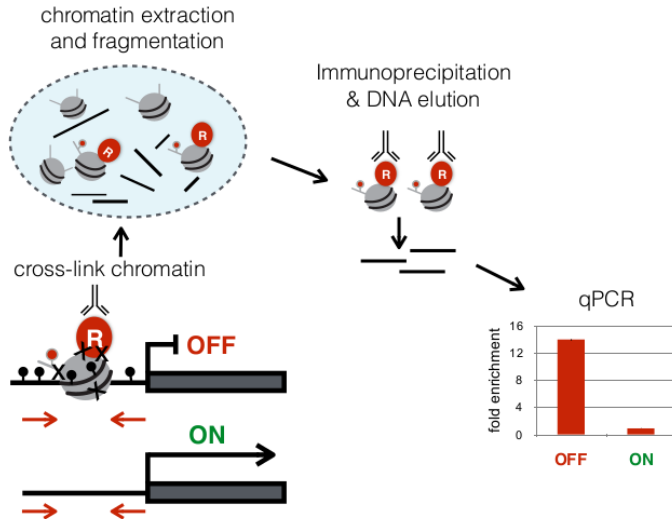 chromatin extraction
and fragmentation
R
R
Immunoprecipitation
& DNA elution
R
R
cross-link chromatin
R
X
X
X
X
OFF
ON
qPCR
fold enrichment
16
12
8
4
0
OFF
ON